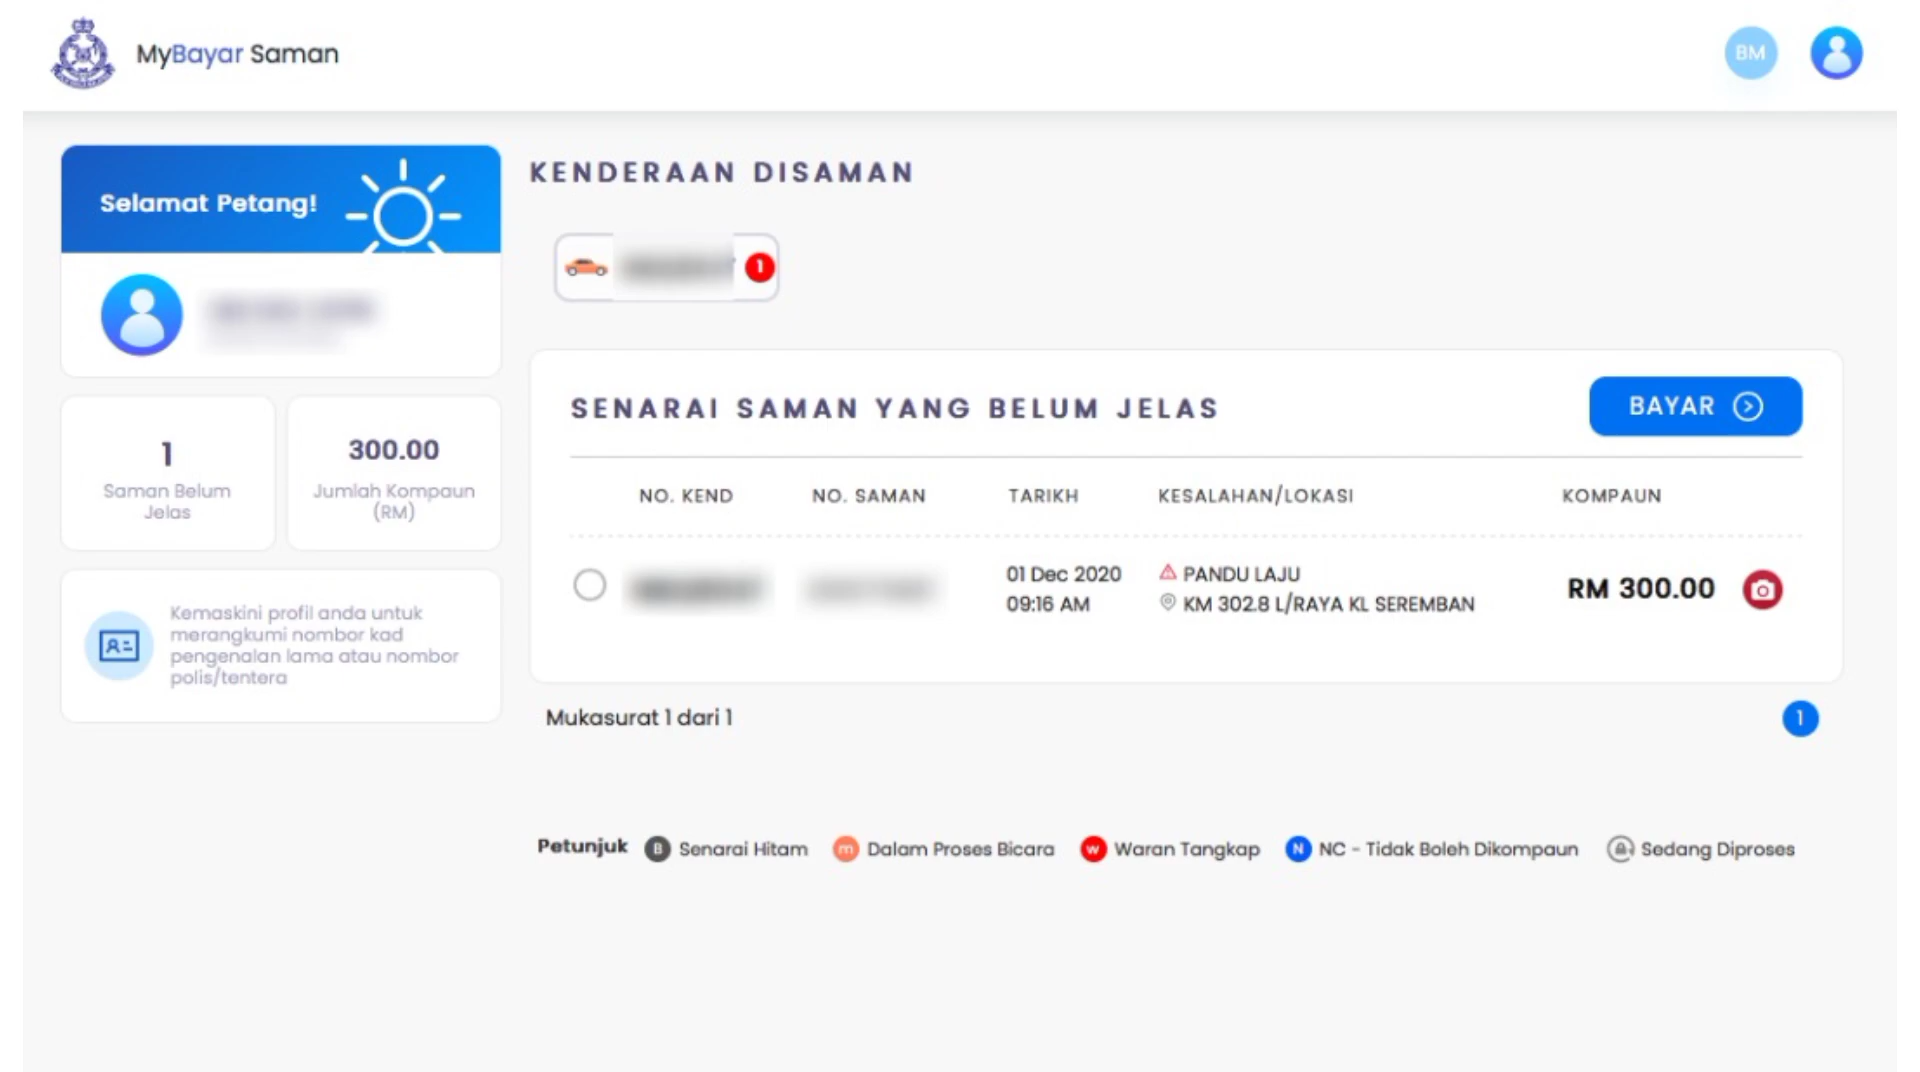 MyBayar Saman
BM
Selamat Petang!
1
Saman Belum
Jelas
300.00
Jumlah Kompaun
(RM)
Kemaskini profil anda untuk
merangkumi nombor kad
pengenalan lama atau nombor
polis/tentera
KENDERAAN DISAMAN
1
SENARAI SAMAN YANG BELUM JELAS
BAYAR
NO. KEND NO. SAMAN TARIKH KESALAHAN/LOKASI KOMPAUN
01 Dec 2020 PANDU LAJU
09:16 AM KM 302.8 L/RAYA KL SEREMBAN
RM 300.00
Mukasurat 1 dari 1
1
Petunjuk B Senarai Hitam m Dalam Proses Bicara w Waran Tangkap N NC - Tidak Boleh Dikompaun Sedang Diproses